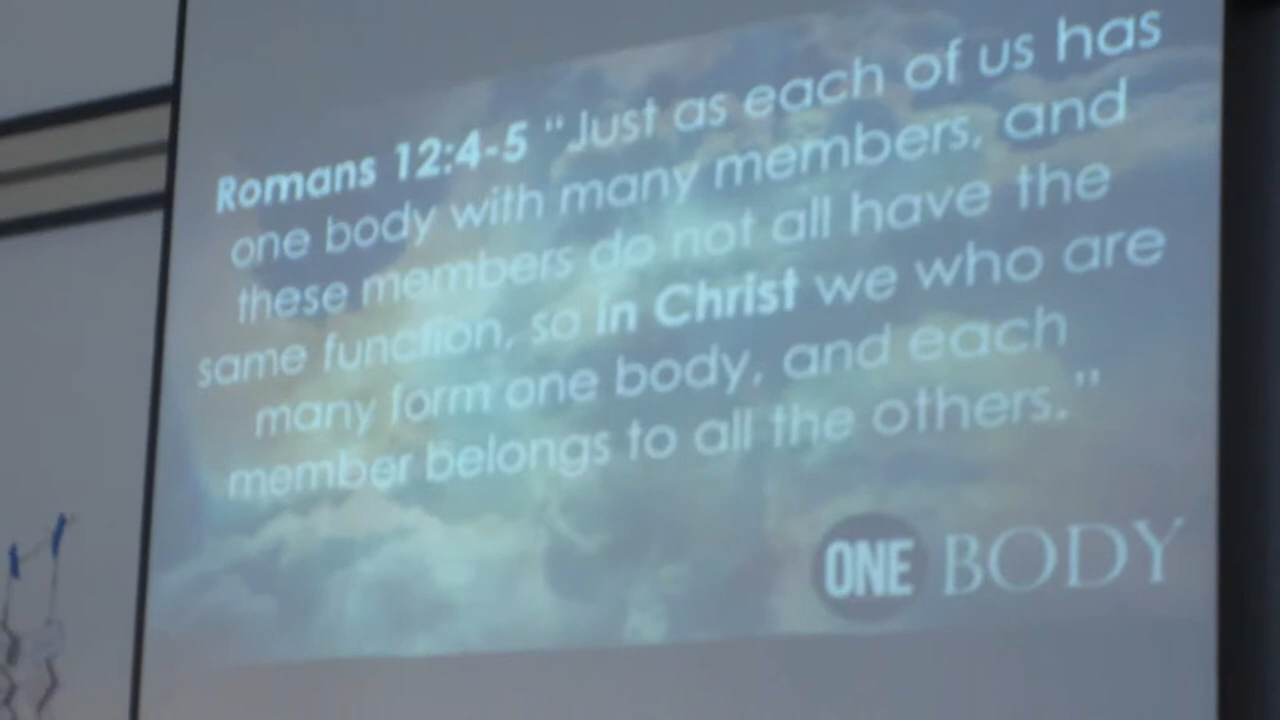 Romans 12:4-5 “Just as each of us has
one body with many members, and
these members do not all have the
same function, so in Christ we who are
many form one body, and each
member belongs to all the others.”
ONE BODY